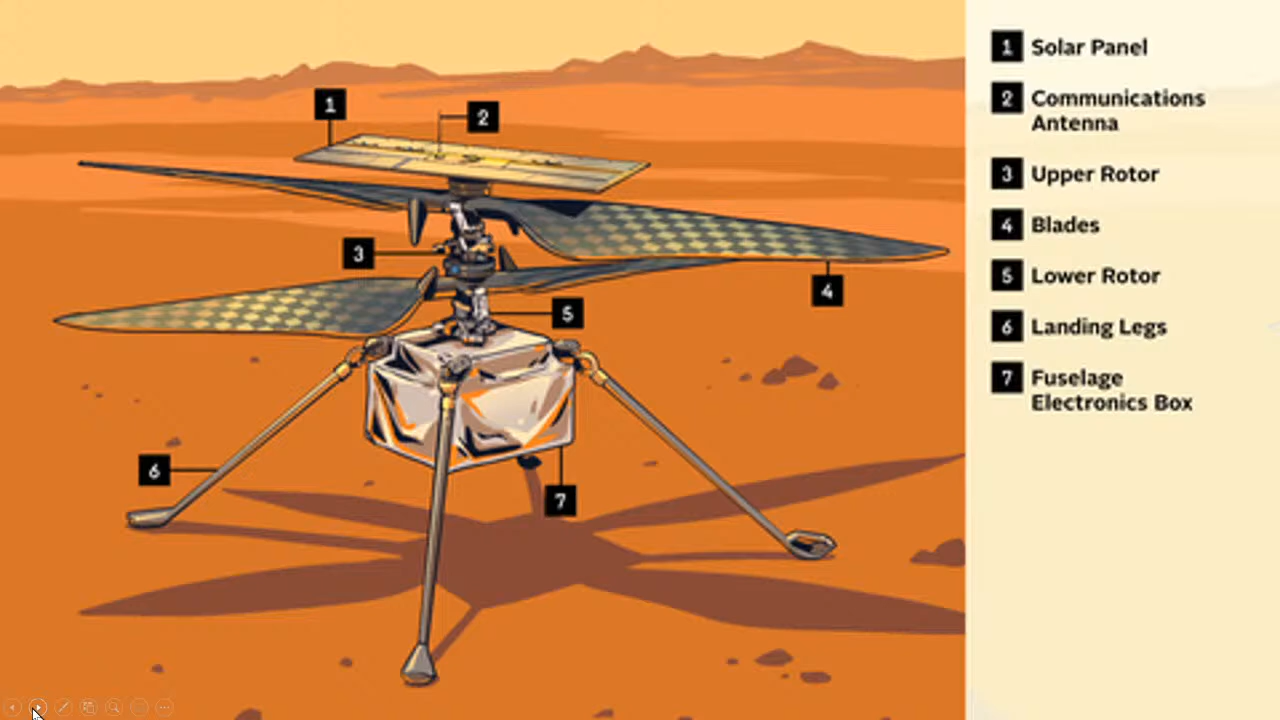 1
2
3
4
5
6
7
1 Solar Panel
2 Communications
Antenna
3 Upper Rotor
4 Blades
5 Lower Rotor
6 Landing Legs
7 Fuselage
Electronics Box